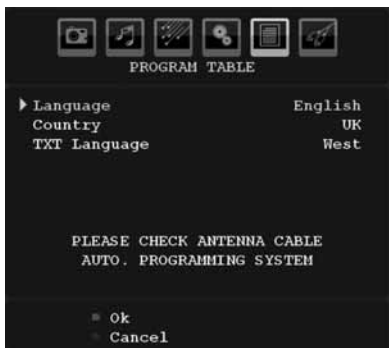 PROGRAM TABLE
Language English
Country UK
TXT Language West
PLEASE CHECK ANTENNA CABLE
AUTO. PROGRAMMING SYSTEM
Ok
Cancel